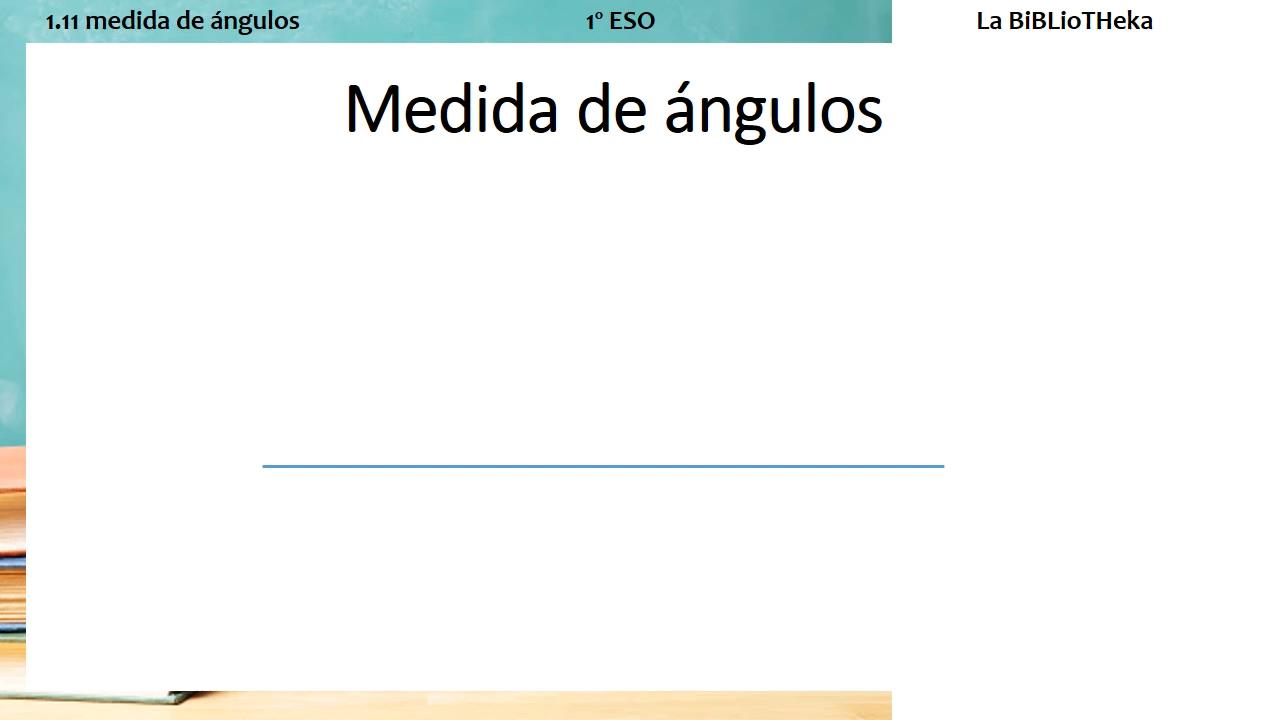 1.11 medida de ángulos
1º ESO
La BiBLioTHeka
Medida de ángulos